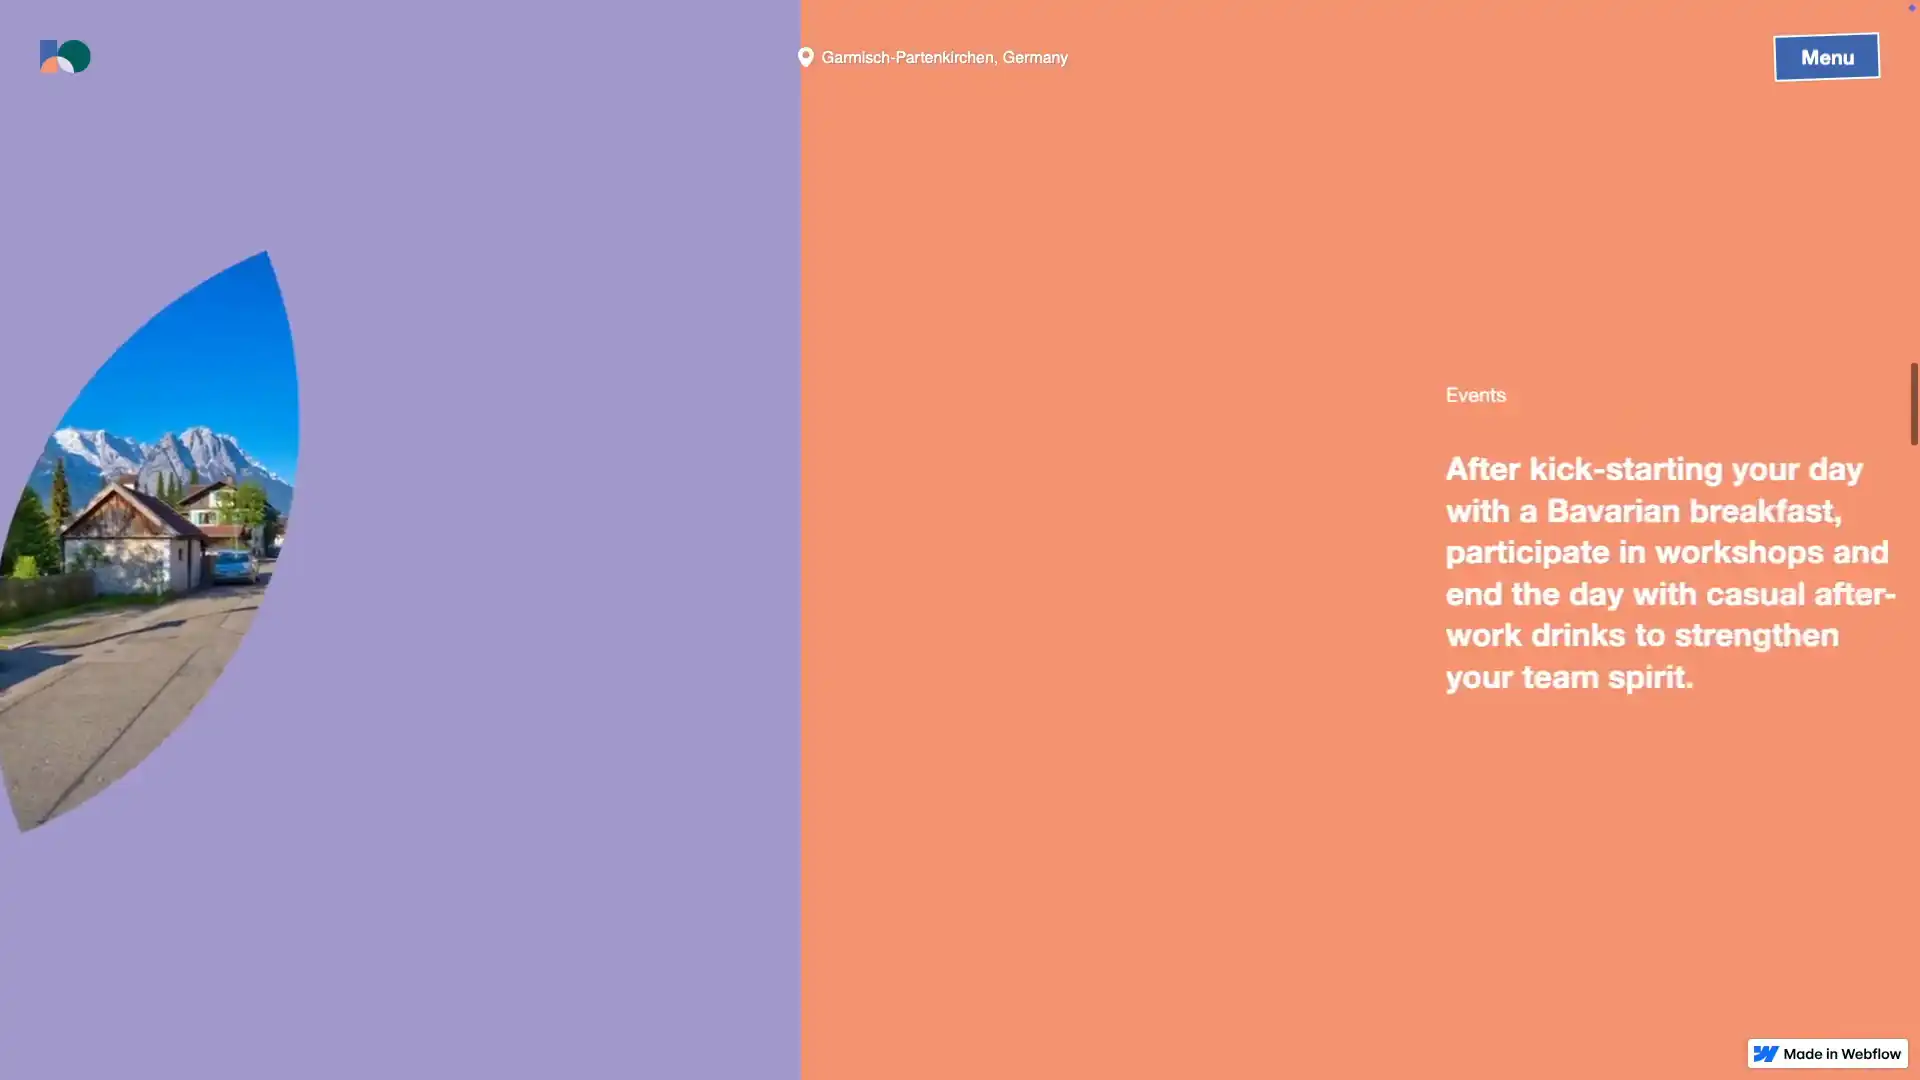 Garmisch-Partenkirchen, Germany
Menu
Events
After kick-starting your day
with a Bavarian breakfast,
participate in workshops and
end the day with casual after-
work drinks to strengthen
your team spirit.
Made in Webflow